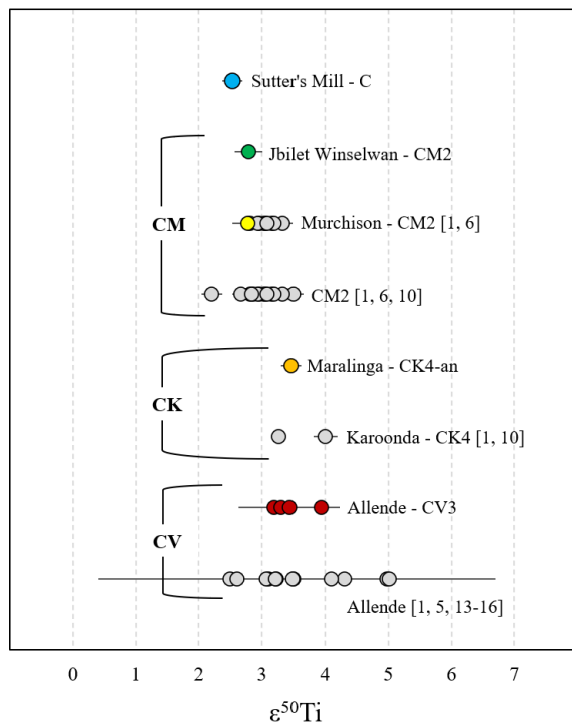 Sutter's Mill - C
Jbilet Winselwan - CM2
CM
Murchison - CM2 [1, 6]
CM2 [1, 6, 10]
Maralinga - CK4-an
CK
Karoonda - CK4 [1, 10]
Allende - CV3
CV
Allende [1, 5, 13-16]
0 1 2 3 4 5 6 7
ε⁵⁰Ti